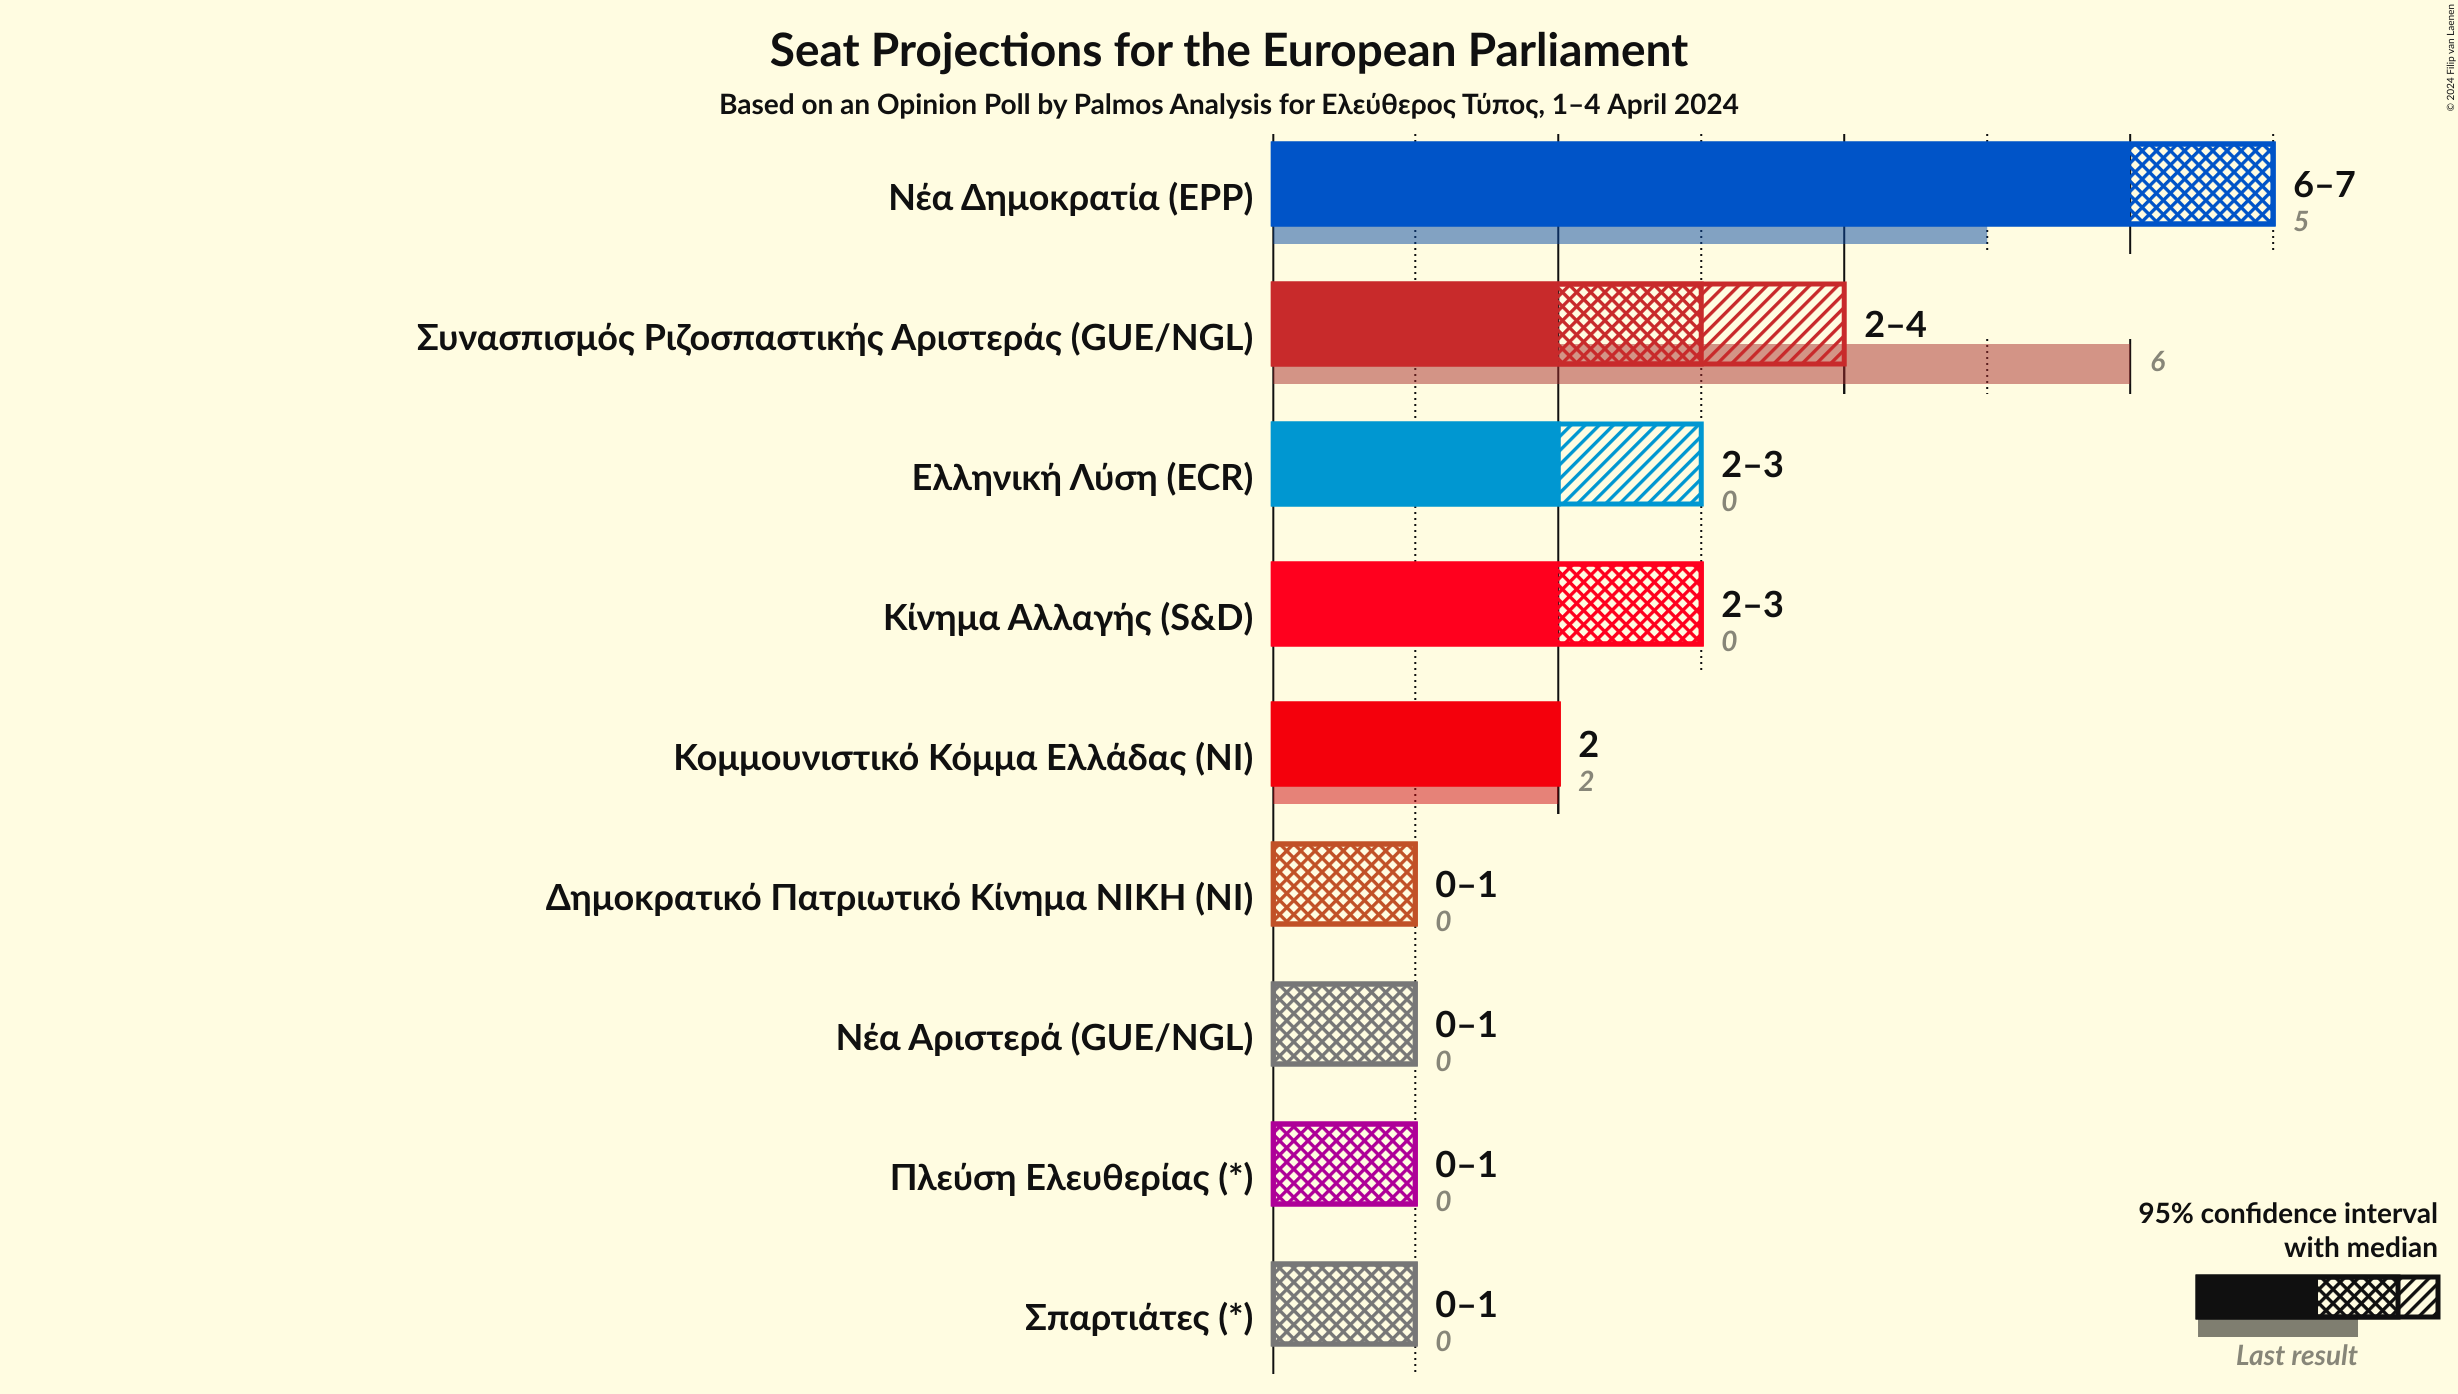 Seat Projections for the European Parliament
Based on an Opinion Poll by Palmos Analysis for Ελεύθερος Τύπος, 1–4 April 2024
© 2024 Filip van Laenen
Νέα Δημοκρατία (EPP)
6–7
5
Συνασπισμός Ριζοσπαστικής Αριστεράς (GUE/NGL)
2–4
6
Ελληνική Λύση (ECR)
2–3
0
Κίνημα Αλλαγής (S&D)
2–3
0
Κομμουνιστικό Κόμμα Ελλάδας (NI)
2
2
Δημοκρατικό Πατριωτικό Κίνημα ΝΙΚΗ (NI)
0–1
0
Νέα Αριστερά (GUE/NGL)
0–1
0
Πλεύση Ελευθερίας (*)
0–1
0
Σπαρτιάτες (*)
0–1
0
95% confidence interval
with median
Last result